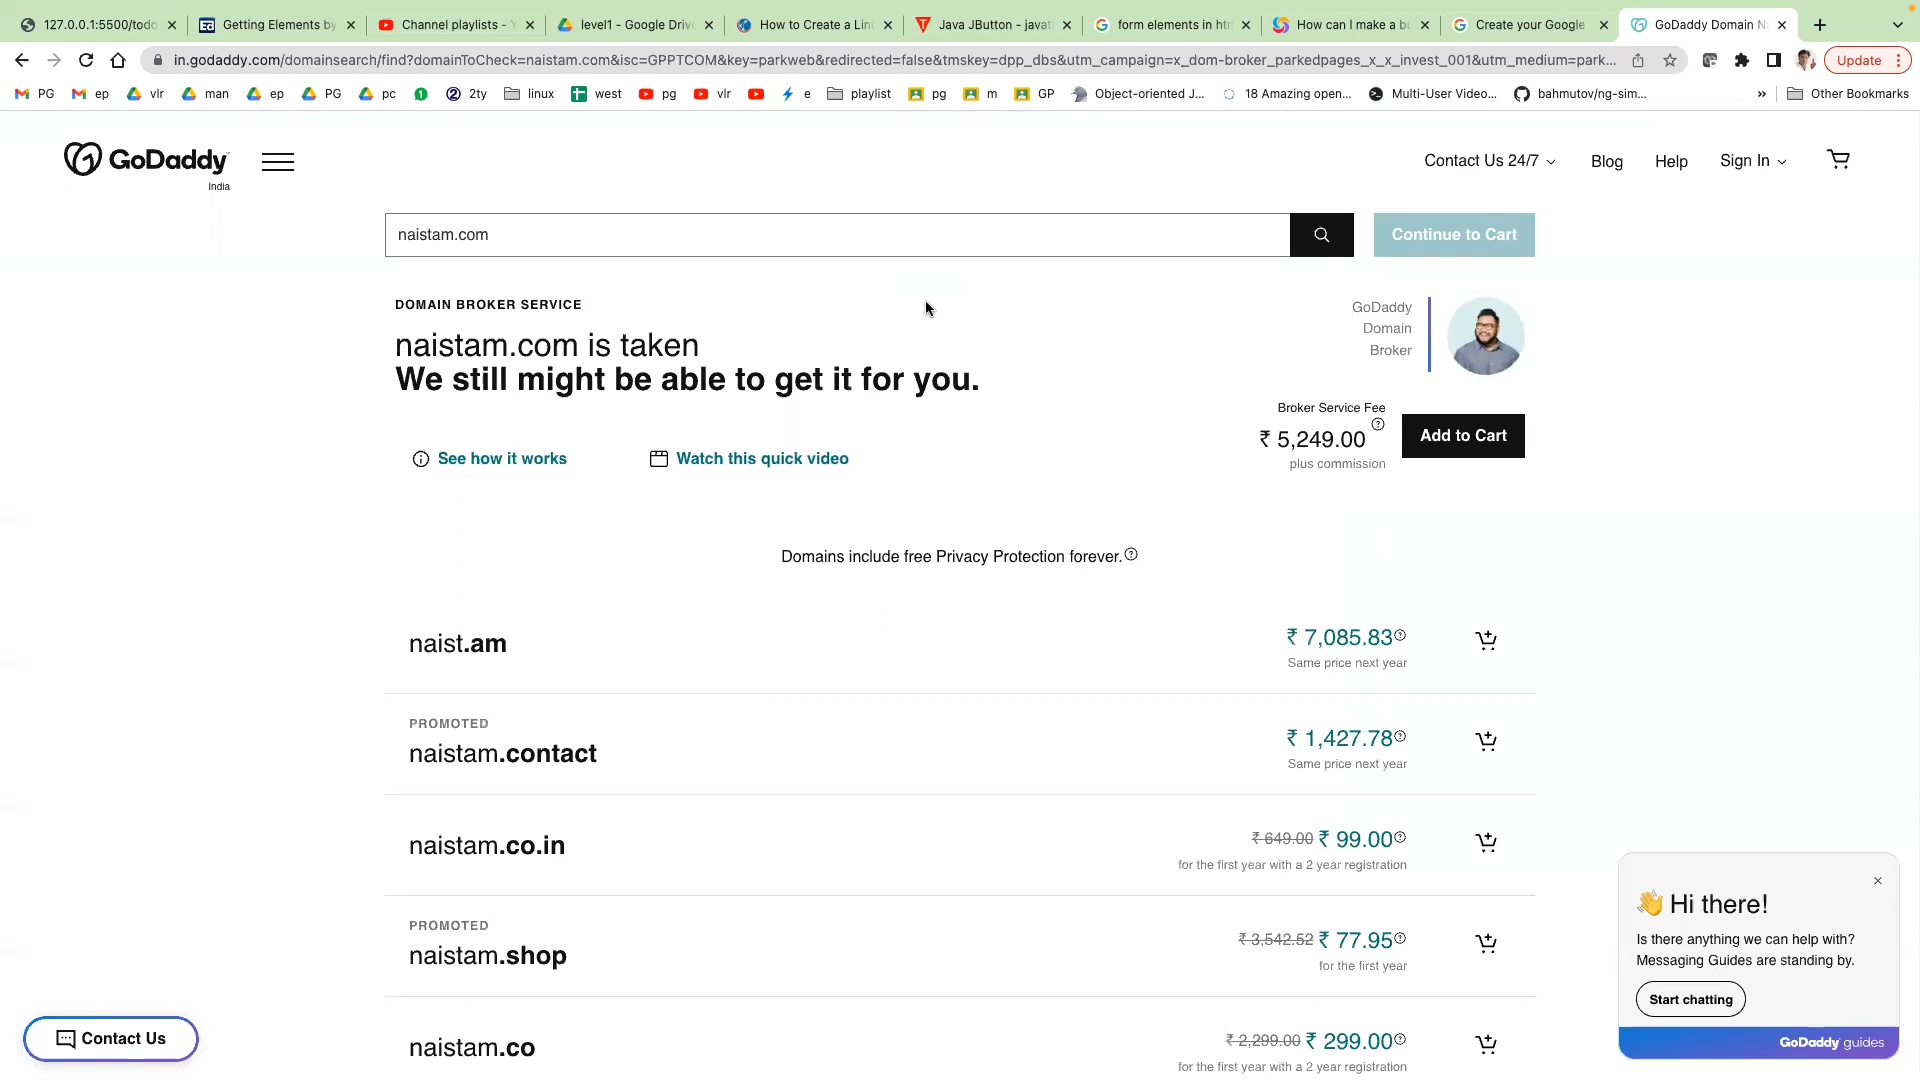 127.0.0.1:5500/todo
Getting Elements by
Channel playlists - Y
level1 - Google Drive
How to Create a Lin
Java JButton - javat
form elements in htm
How can I make a bu
Create your Google
GoDaddy Domain Na
in.godaddy.com/domainsearch/find?domainToCheck=naistam.com&isc=GPPTCOM&key=parkweb&redirected=false&tmskey=dpp_dbs&utm_campaign=x_dom-broker_parkedpages_x_x_invest_001&utm_medium=park...
Update
PG ep vlr man ep PG pc 2ty linux west pg vlr e playlist pg m GP Object-oriented J... 18 Amazing open... Multi-User Video... bahmutov/ng-sim... » Other Bookmarks
GoDaddy
India
Contact Us 24/7
Blog
Help
Sign In
naistam.com
Continue to Cart
DOMAIN BROKER SERVICE
naistam.com is taken
We still might be able to get it for you.
See how it works
Watch this quick video
GoDaddy
Domain
Broker
Broker Service Fee
₹ 5,249.00
plus commission
Add to Cart
Domains include free Privacy Protection forever.
naist.am
₹ 7,085.83
Same price next year
PROMOTED
naistam.contact
₹ 1,427.78
Same price next year
naistam.co.in
₹ 649.00 ₹ 99.00
for the first year with a 2 year registration
PROMOTED
naistam.shop
₹ 3,542.52 ₹ 77.95
for the first year
naistam.co
₹ 2,299.00 ₹ 299.00
for the first year with a 2 year registration
👋 Hi there!
Is there anything we can help with?
Messaging Guides are standing by.
Start chatting
GoDaddy guides
Contact Us